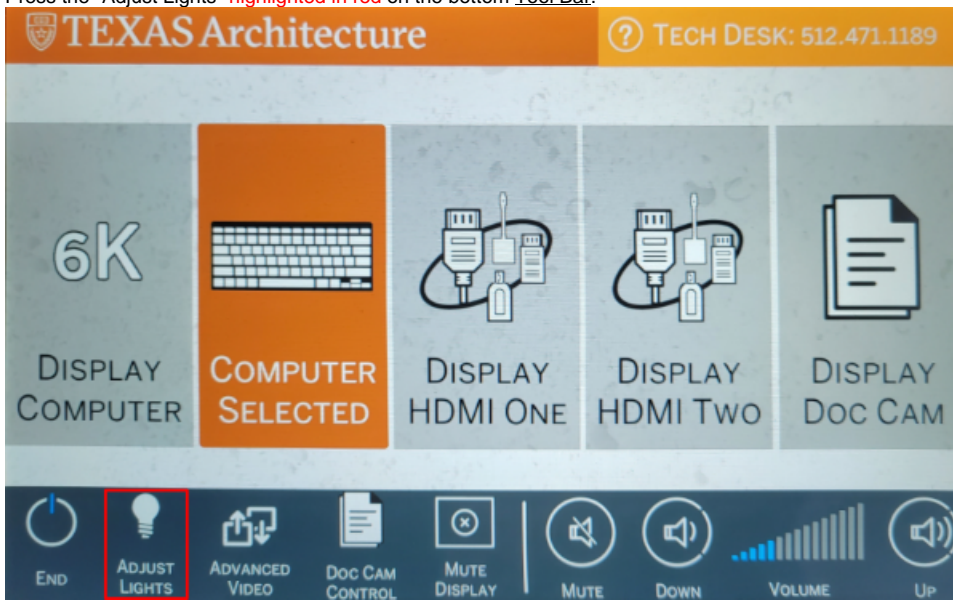 Press the "Adjust Lights" highlighted in red on the bottom Tool Bar.
TEXAS Architecture
? TECH DESK: 512.471.1189
6K
DISPLAY
COMPUTER
COMPUTER
SELECTED
DISPLAY
HDMI ONE
DISPLAY
HDMI TWO
DISPLAY
DOC CAM
END
ADJUST
LIGHTS
ADVANCED
VIDEO
DOC CAM
CONTROL
MUTE
DISPLAY
MUTE
DOWN
VOLUME
UP